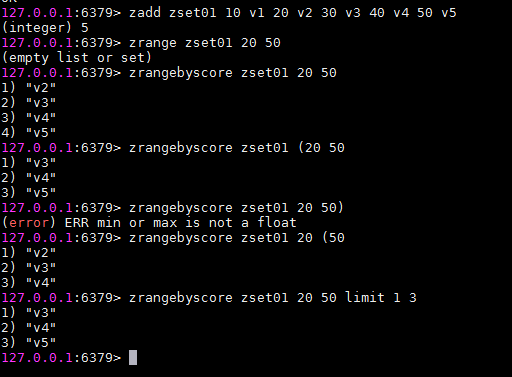 127.0.0.1:6379> zadd zset01 10 v1 20 v2 30 v3 40 v4 50 v5
(integer) 5
127.0.0.1:6379> zrange zset01 20 50
(empty list or set)
127.0.0.1:6379> zrangebyscore zset01 20 50
1) "v2"
2) "v3"
3) "v4"
4) "v5"
127.0.0.1:6379> zrangebyscore zset01 (20 50
1) "v3"
2) "v4"
3) "v5"
127.0.0.1:6379> zrangebyscore zset01 20 50)
(error) ERR min or max is not a float
127.0.0.1:6379> zrangebyscore zset01 20 (50
1) "v2"
2) "v3"
3) "v4"
127.0.0.1:6379> zrangebyscore zset01 20 50 limit 1 3
1) "v3"
2) "v4"
3) "v5"
127.0.0.1:6379>